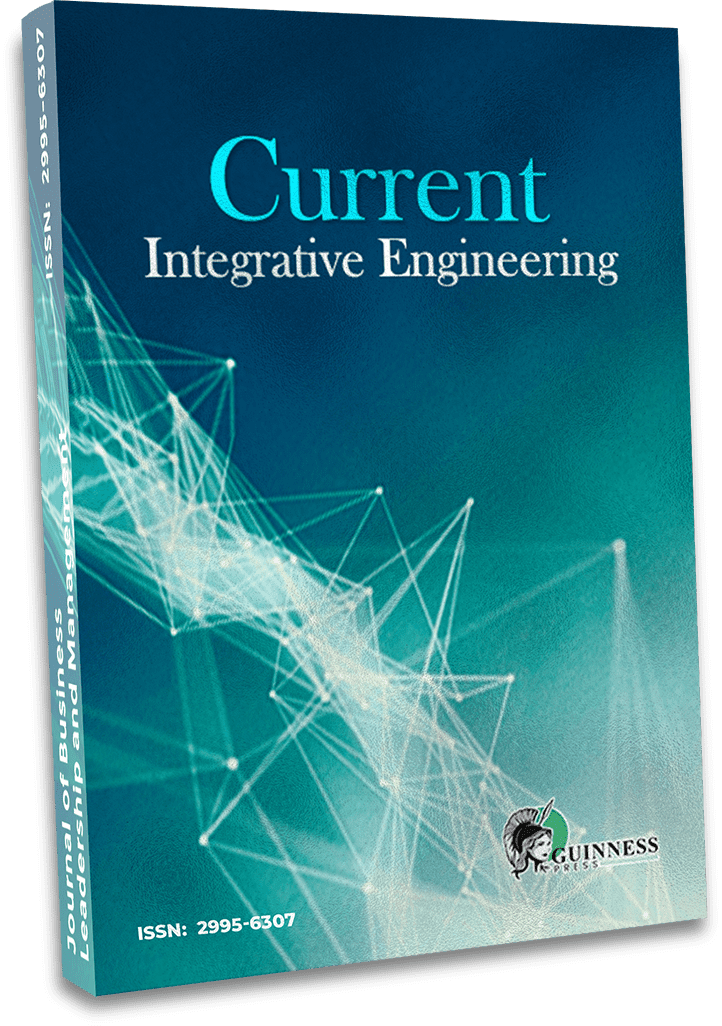 ISSN: 2995-6307
Journal of Business
Leadership and Management
Current
Integrative Engineering
GUINNESS
PRESS
ISSN: 2995-6307